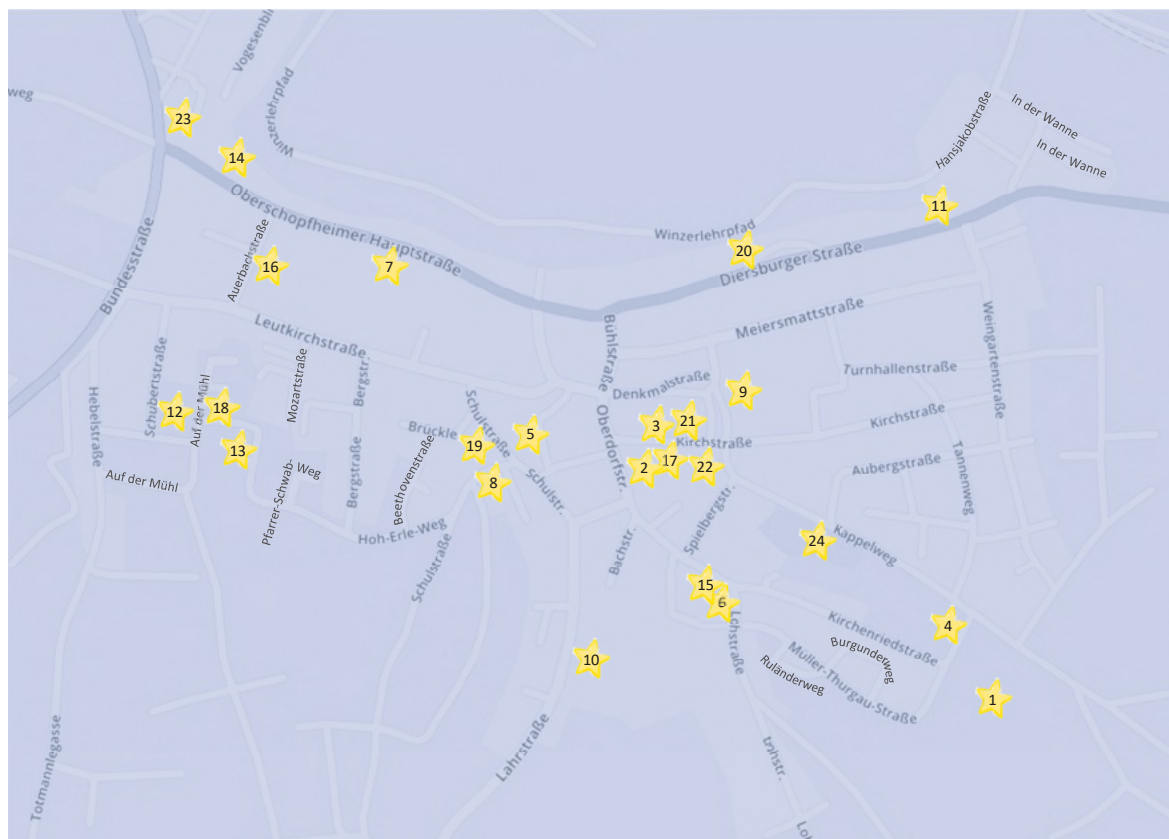 Vogesenbl
weg
23
14
Winzerlehrpfad
In der Wanne
In der Wanne
Hansjakobstraße
11
Oberschopfheimer Hauptstraße
Winzerlehrpfad
20
Diersburger Straße
Bundesstraße
Auerbachstraße
16
7
Leutkirchstraße
Bühlstraße
Meiersmattstraße
Weingartenstraße
Hebelstraße
Schubertstraße
Auf der Mühl
Mozartstraße
Bergstr.
Turnhallenstraße
Denkmalstraße
9
12
18
13
Schulstraße
Brückle
19
5
Oberdorfstr.
3
21
Kirchstraße
Kirchstraße
2
17
22
Aubergstraße
Tannenweg
Auf der Mühl
Pfarrer-Schwab-Weg
Bergstraße
Beethovenstraße
8
Schulstr.
Hoh-Erle-Weg
Bachstr.
Spielbergstr.
24
Kappelweg
Schulstraße
15
6
Lchstraße
Kirchenriedstraße
4
Burgunderweg
Ruländerweg
Müller-Thurgau-Straße
10
1
Totmannlegasse
Lahrstraße
Loh